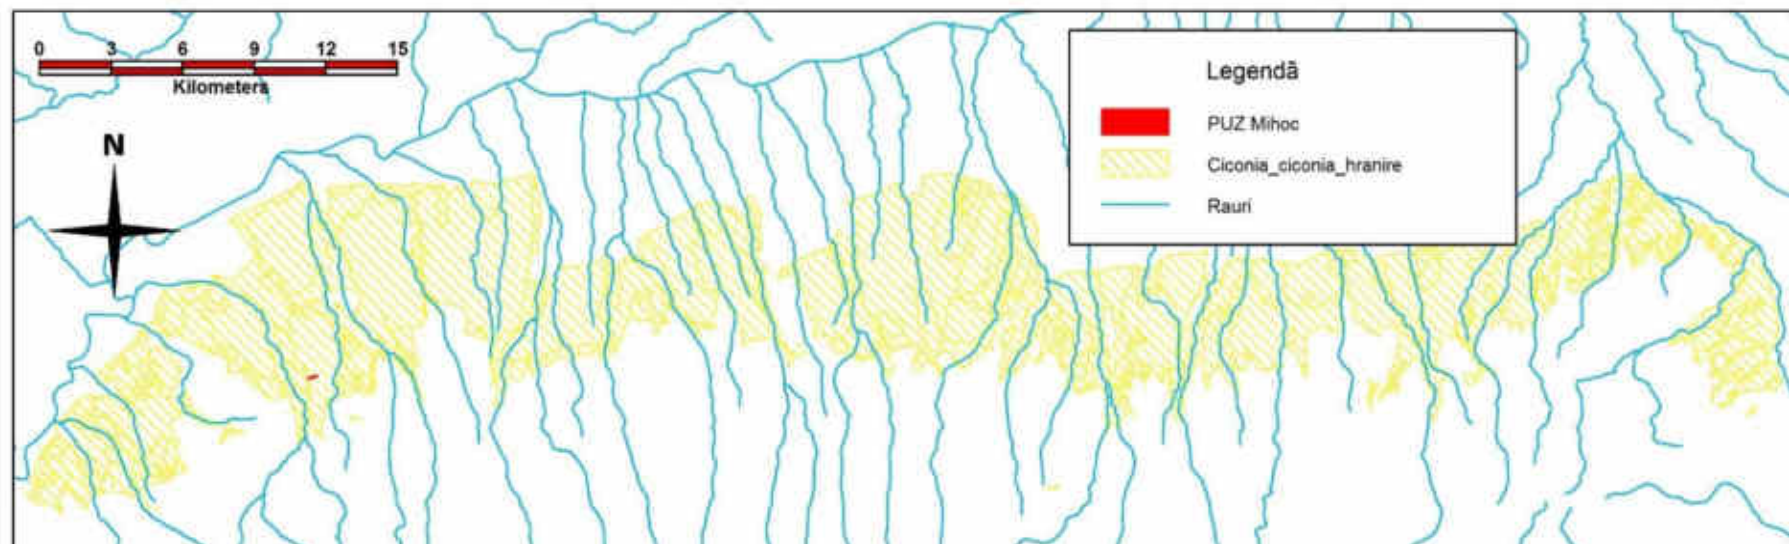 0 3 6 9 12 15
Kilometers
N
Legendă
PUZ Mihoc
Ciconia_ciconia_hranire
Rauri